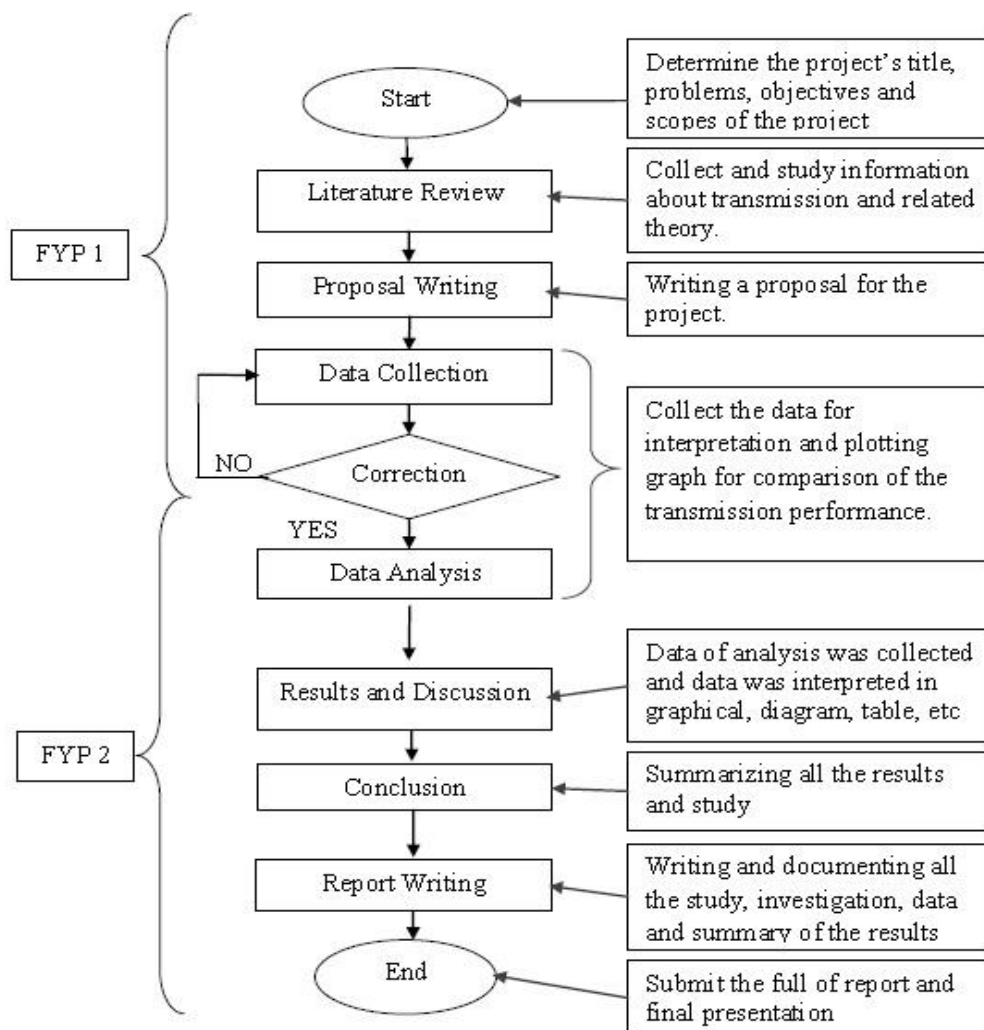 Start
Determine the project's title,
problems, objectives and
scopes of the project
Literature Review
Collect and study information
about transmission and related
theory.
FYP 1
Proposal Writing
Writing a proposal for the
project.
Data Collection
NO
Correction
Collect the data for
interpretation and plotting
graph for comparison of the
transmission performance.
YES
Data Analysis
Results and Discussion
Data of analysis was collected
and data was interpreted in
graphical, diagram, table, etc
FYP 2
Conclusion
Summarizing all the results
and study
Report Writing
Writing and documenting all
the study, investigation, data
and summary of the results
End
Submit the full of report and
final presentation